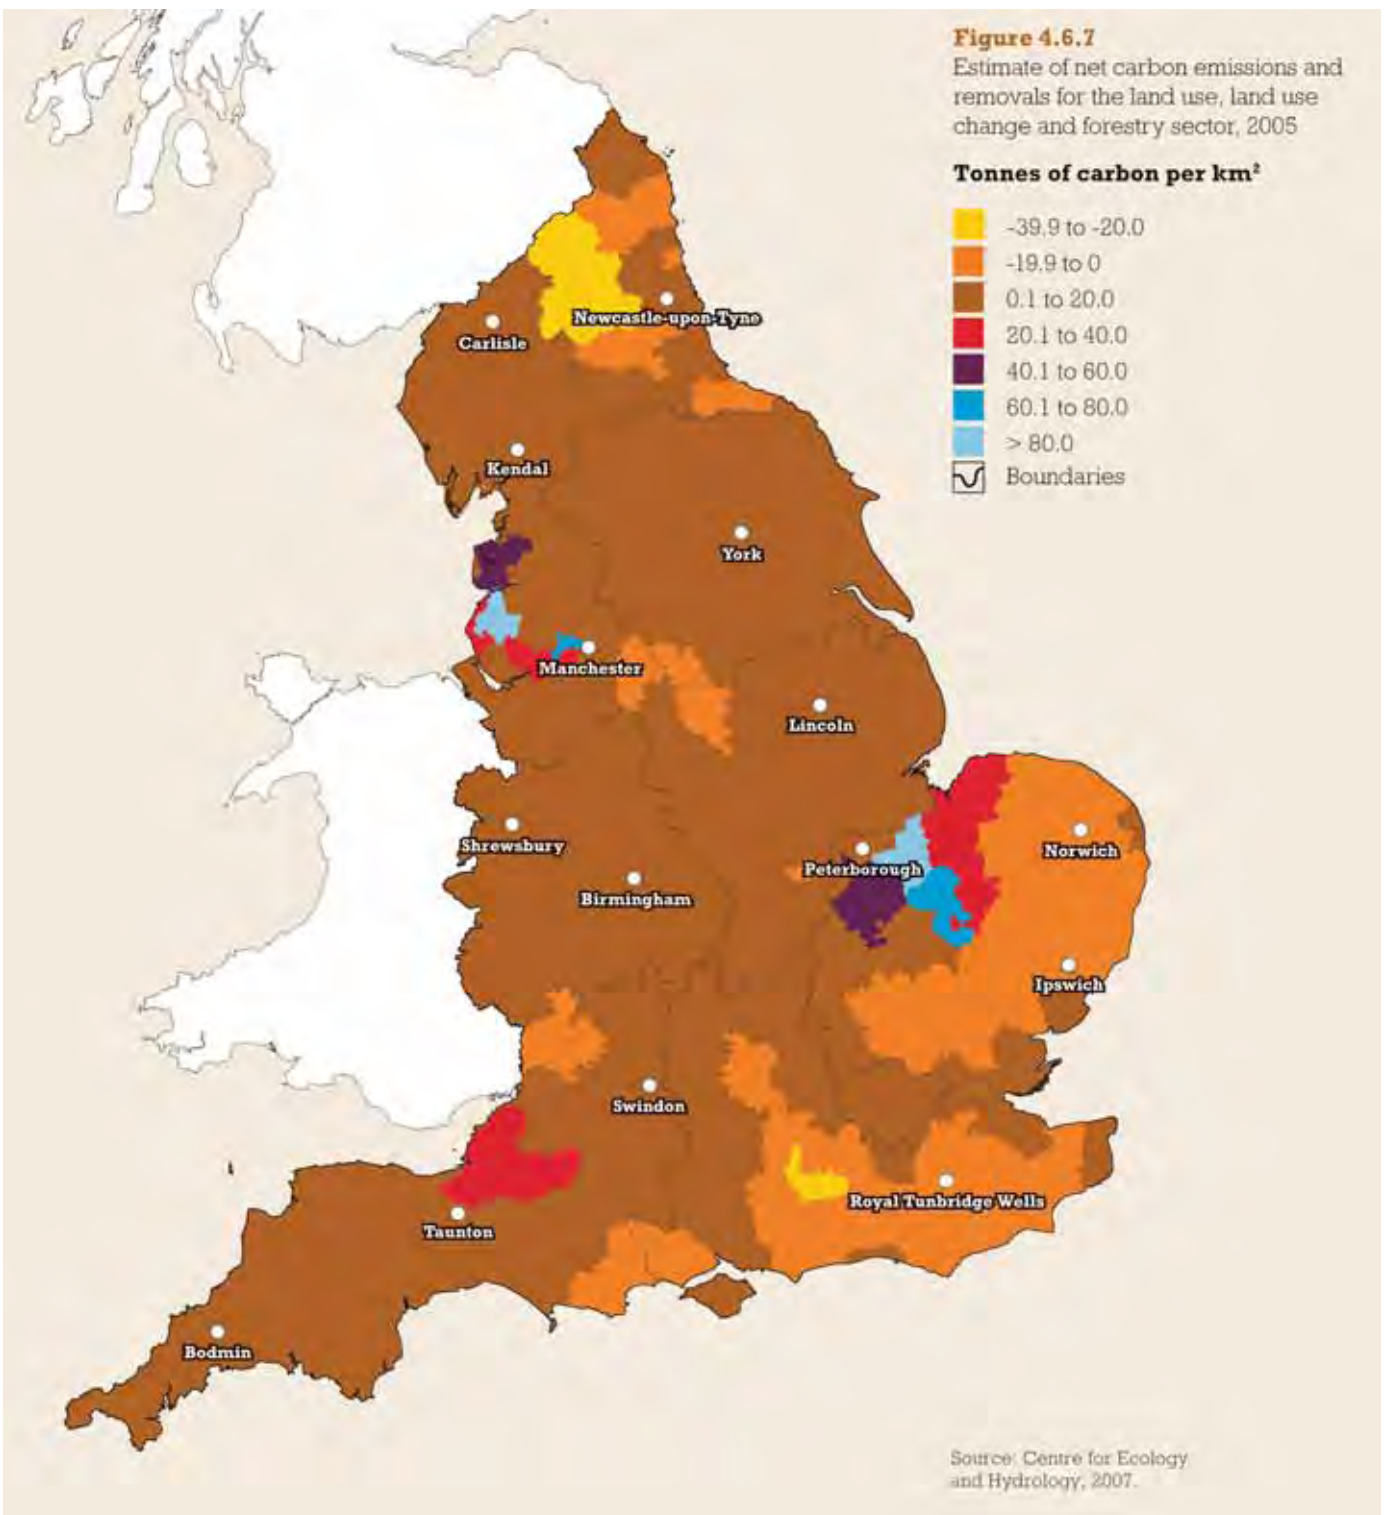 Figure 4.6.7
Estimate of net carbon emissions and
removals for the land use, land use
change and forestry sector, 2005
Tonnes of carbon per km²
-39.9 to -20.0
-19.9 to 0
0.1 to 20.0
20.1 to 40.0
40.1 to 60.0
60.1 to 80.0
> 80.0
Boundaries
Newcastle-upon-Tyne
Carlisle
Kendal
York
Manchester
Lincoln
Shrewsbury
Birmingham
Peterborough
Norwich
Ipswich
Swindon
Royal Tunbridge Wells
Taunton
Bodmin
Source: Centre for Ecology
and Hydrology, 2007.